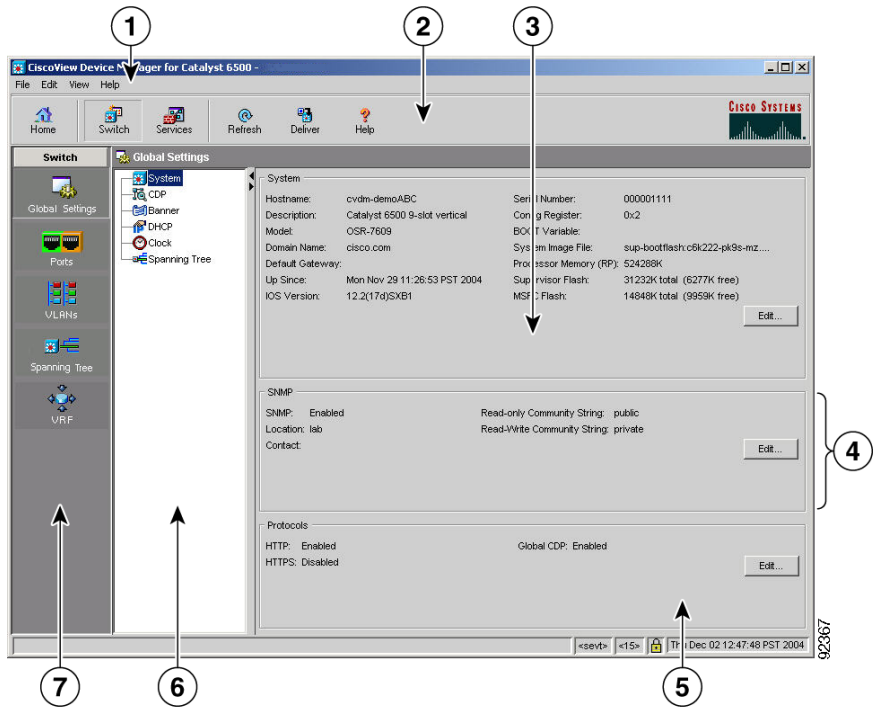 1
2
3
CiscoView Device Manager for Catalyst 6500 -
File Edit View Help
Home
Switch
Services
Refresh
Deliver
Help
CISCO SYSTEMS
Switch
Global Settings
Global Settings
Ports
VLANs
Spanning Tree
VRF
System
CDP
Banner
DHCP
Clock
Spanning Tree
System
Hostname: cvdm-demoABC Serial Number: 000001111
Description: Catalyst 6500 9-slot vertical Config Register: 0x2
Model: OSR-7609 BOOT Variable:
Domain Name: cisco.com System Image File: sup-bootflash:c6k222-pk9s-mz....
Default Gateway: Processor Memory (RP): 524288K
Up Since: Mon Nov 29 11:26:53 PST 2004 Supervisor Flash: 31232K total (6277K free)
IOS Version: 12.2(17d)SXB1 MSFC Flash: 14848K total (9959K free)
Edit...
SNMP
SNMP: Enabled Read-only Community String: public
Location: lab Read-Write Community String: private
Contact:
Edit...
4
Protocols
HTTP: Enabled Global CDP: Enabled
HTTPS: Disabled
Edit...
«sevt» «15» Thu Dec 02 12:47:48 PST 2004
92367
7
6
5